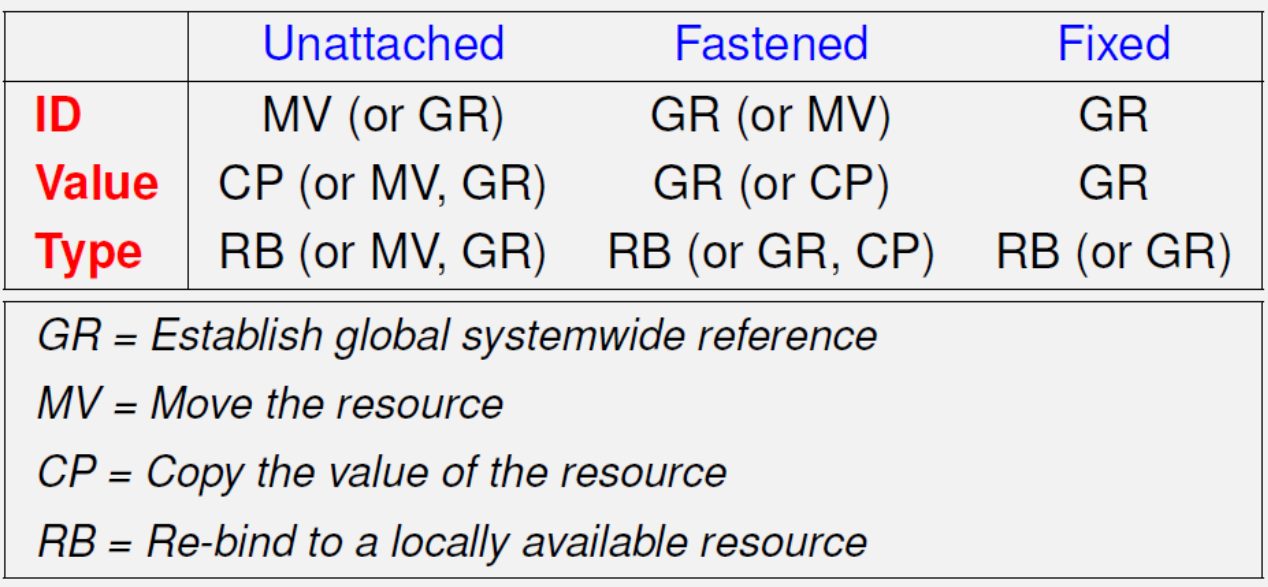 Unattached Fastened Fixed
ID MV (or GR) GR (or MV) GR
Value CP (or MV, GR) GR (or CP) GR
Type RB (or MV, GR) RB (or GR, CP) RB (or GR)
GR = Establish global systemwide reference
MV = Move the resource
CP = Copy the value of the resource
RB = Re-bind to a locally available resource